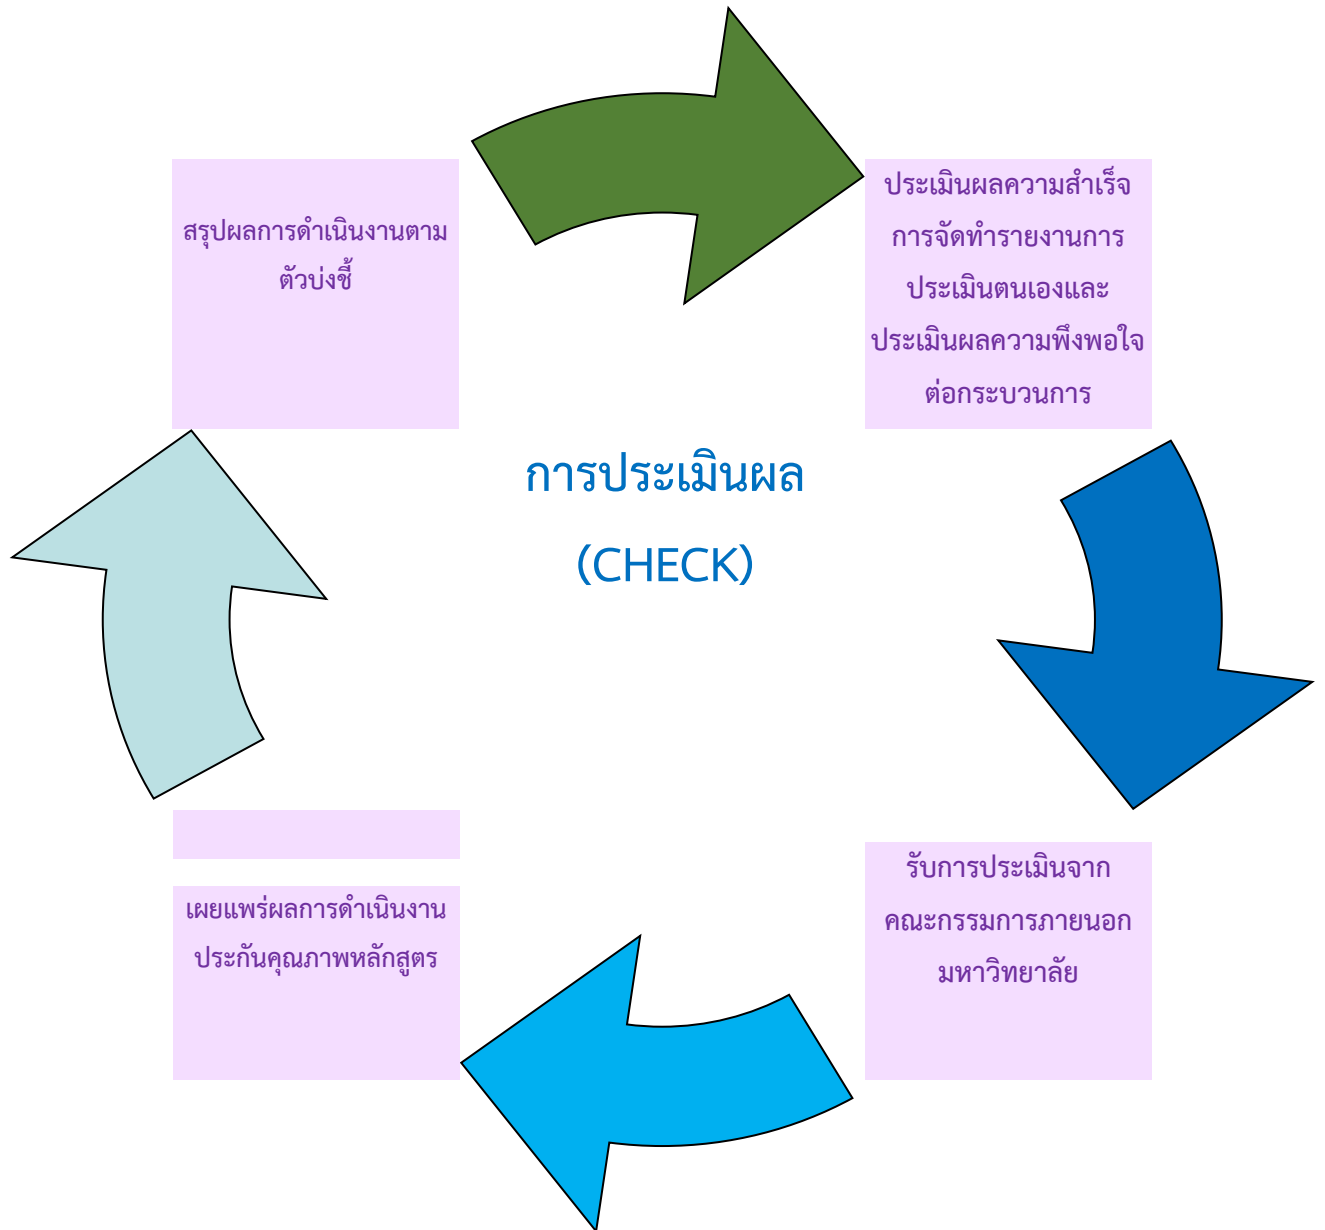 สรุปผลการดำเนินงานตาม
ตัวบ่งชี้
ประเมินผลความสำเร็จ
การจัดทำรายงานการ
ประเมินตนเองและ
ประเมินผลความพึงพอใจ
ต่อกระบวนการ
การประเมินผล
(CHECK)
รับการประเมินจาก
คณะกรรมการภายนอก
มหาวิทยาลัย
เผยแพร่ผลการดำเนินงาน
ประกันคุณภาพหลักสูตร